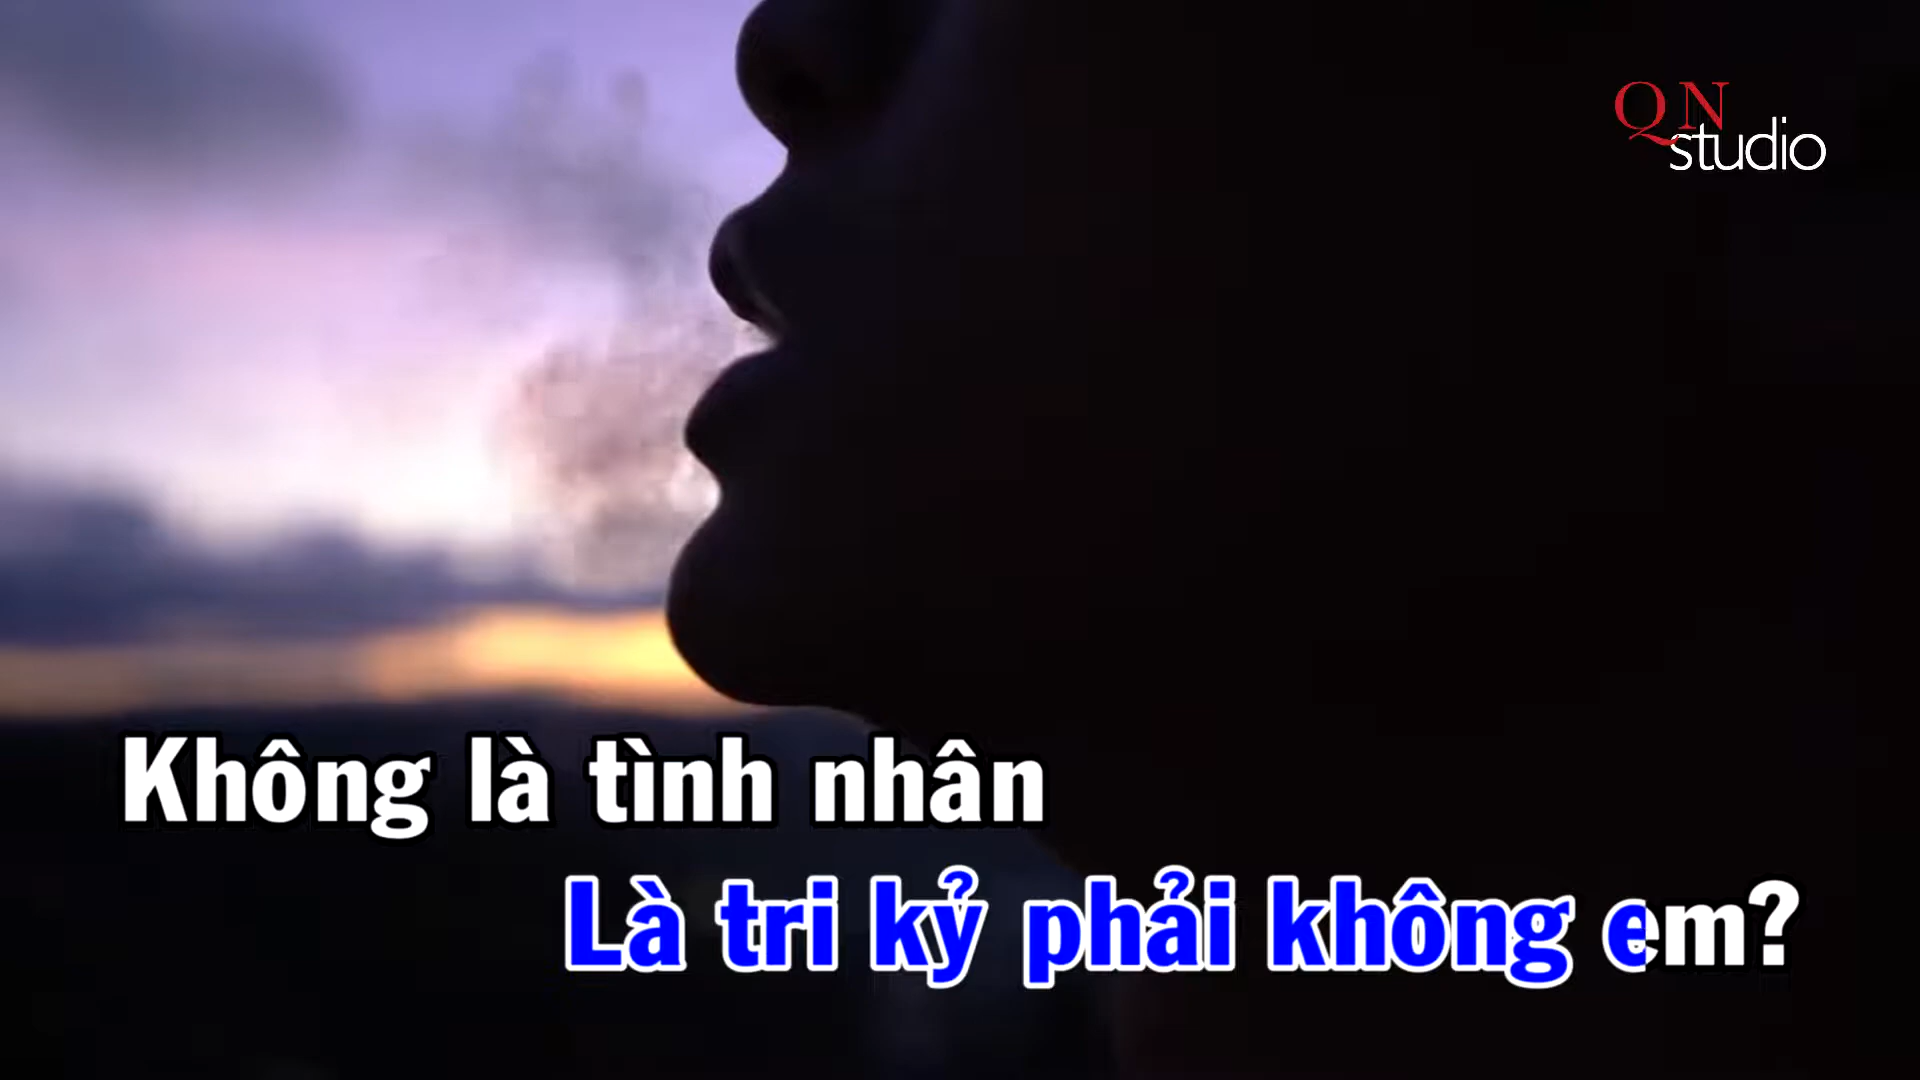 QN
studio
Không là tình nhân
Là tri kỷ phải không em?